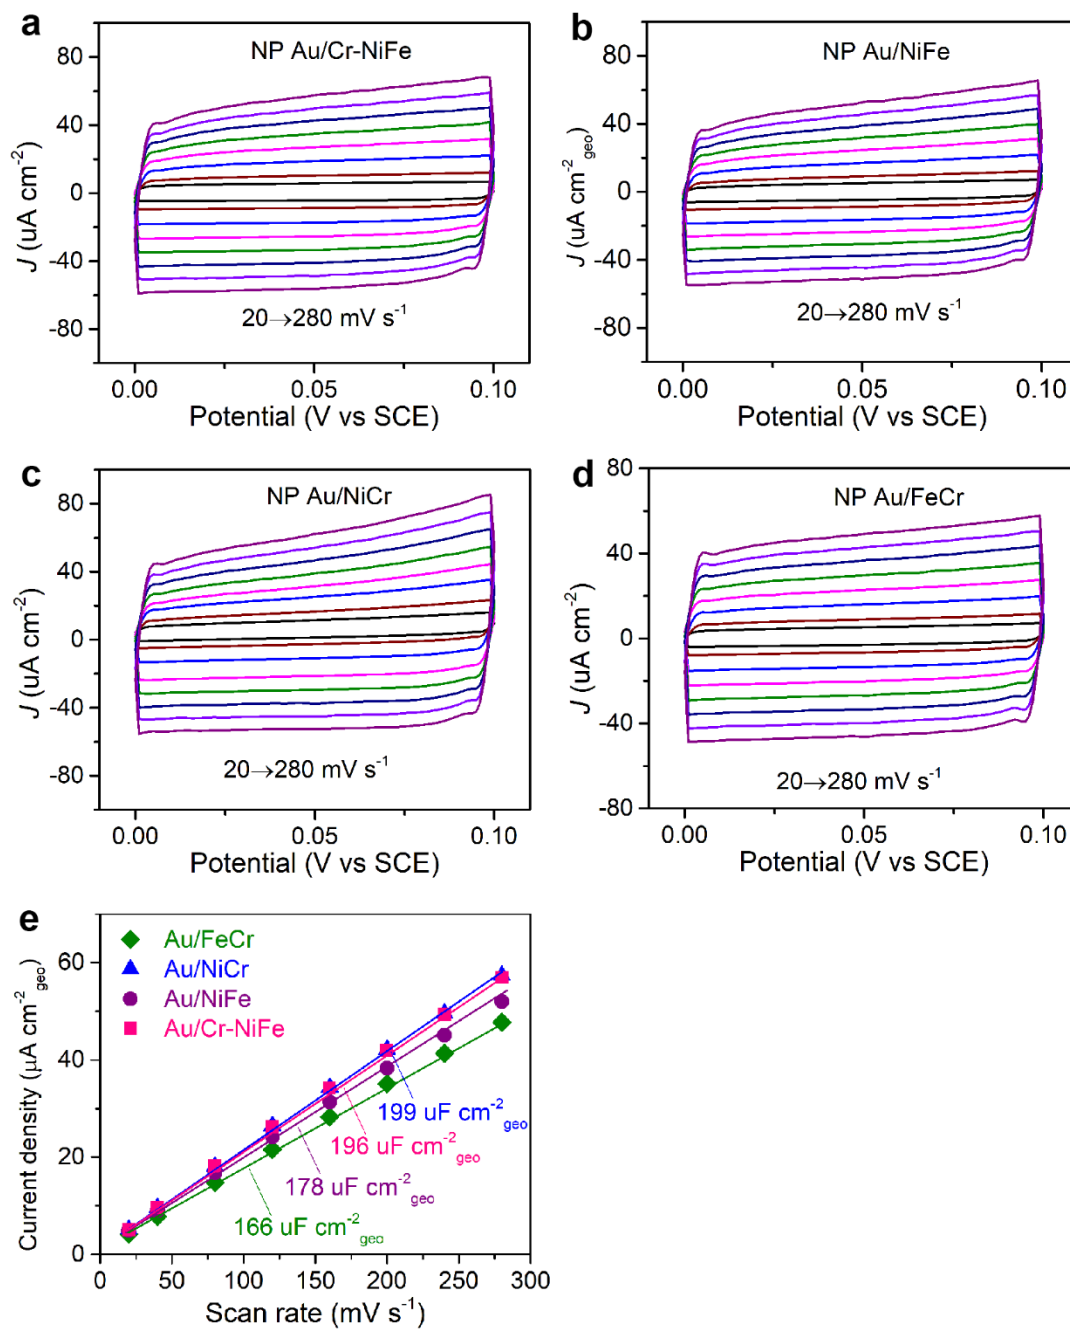 a
NP Au/Cr-NiFe
80
40
0
-40
-80
J (uA cm⁻²)
20→280 mV s⁻¹
0.00 0.05 0.10
Potential (V vs SCE)
b
NP Au/NiFe
80
40
0
-40
-80
J (uA cm⁻²geo)
20→280 mV s⁻¹
0.00 0.05 0.10
Potential (V vs SCE)
c
NP Au/NiCr
80
40
0
-40
-80
J (uA cm⁻²)
20→280 mV s⁻¹
0.00 0.05 0.10
Potential (V vs SCE)
d
NP Au/FeCr
80
40
0
-40
-80
J (uA cm⁻²)
20→280 mV s⁻¹
0.00 0.05 0.10
Potential (V vs SCE)
e
Au/FeCr
Au/NiCr
Au/NiFe
Au/Cr-NiFe
60
40
20
0
Current density (μA cm⁻²geo)
199 uF cm⁻²geo
196 uF cm⁻²geo
178 uF cm⁻²geo
166 uF cm⁻²geo
0 50 100 150 200 250 300
Scan rate (mV s⁻¹)